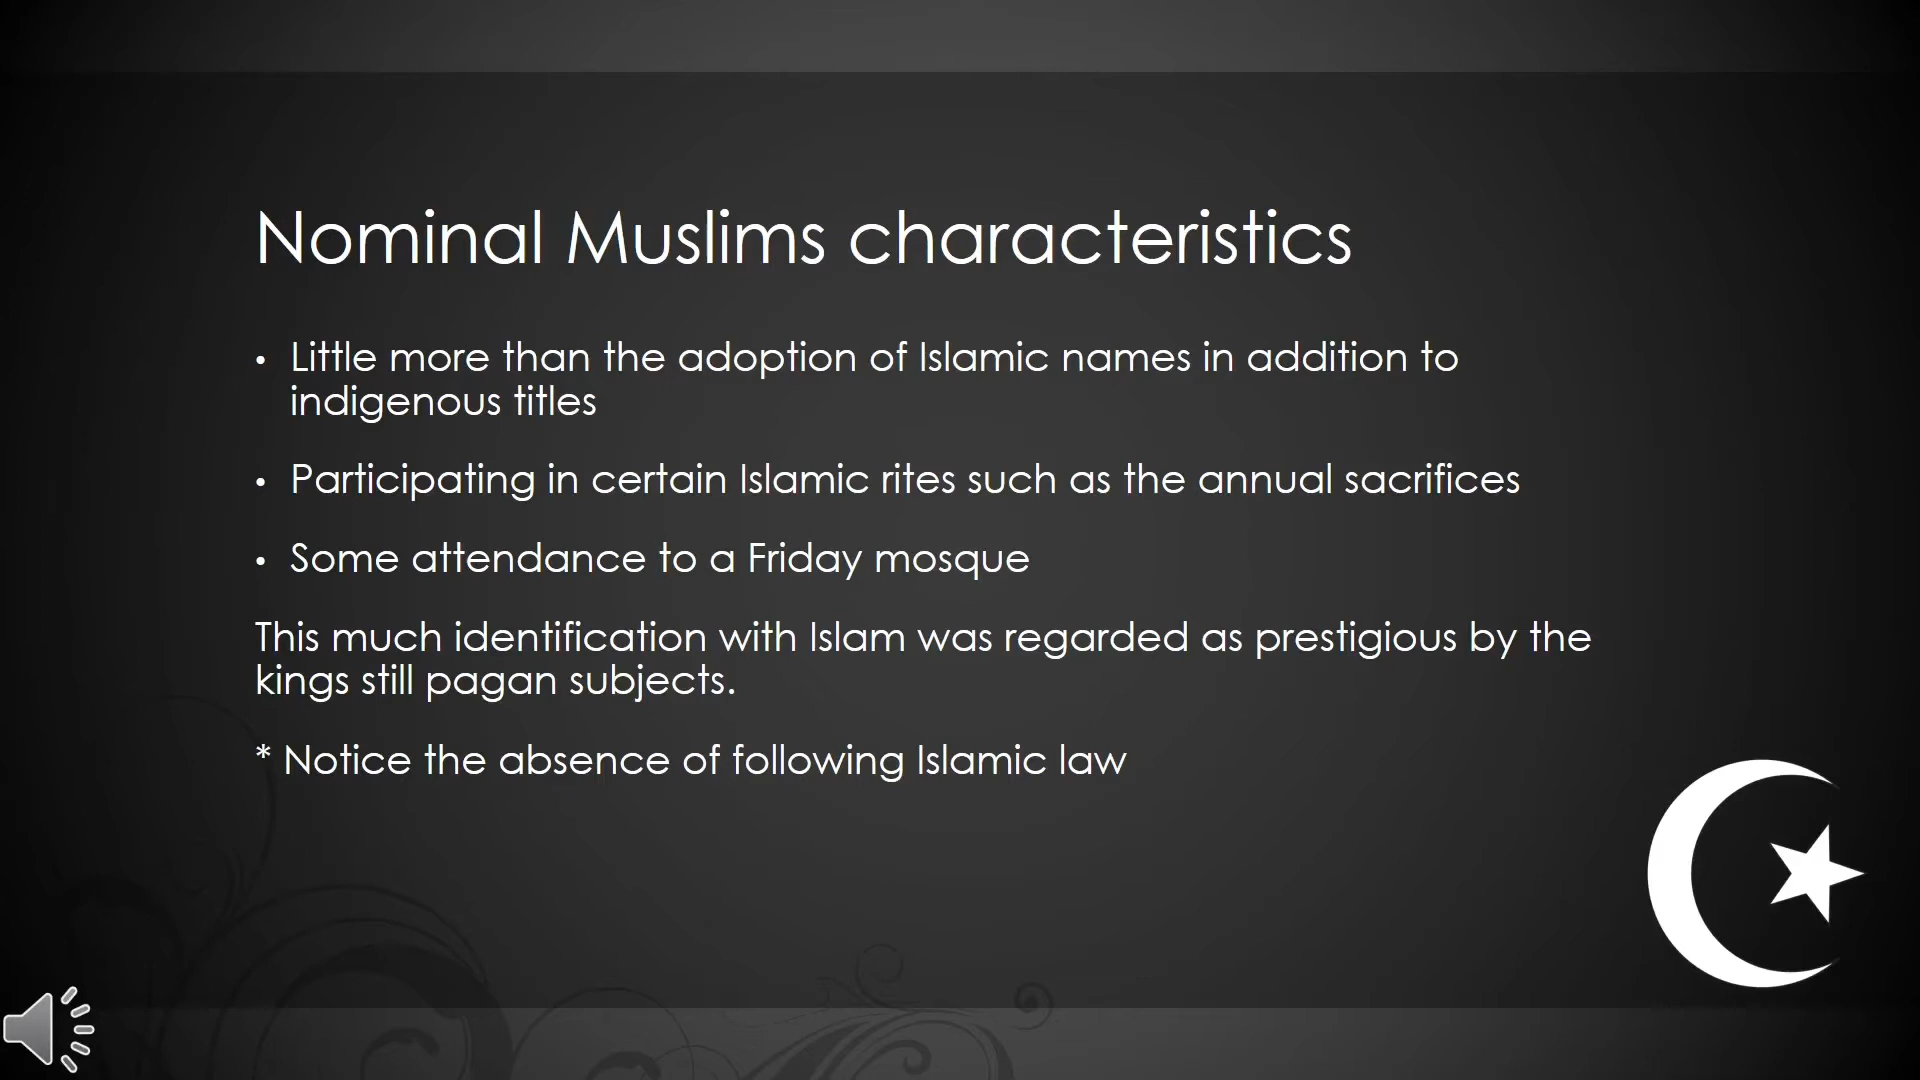 Nominal Muslims characteristics
• Little more than the adoption of Islamic names in addition to
indigenous titles
• Participating in certain Islamic rites such as the annual sacrifices
• Some attendance to a Friday mosque
This much identification with Islam was regarded as prestigious by the
kings still pagan subjects.
* Notice the absence of following Islamic law